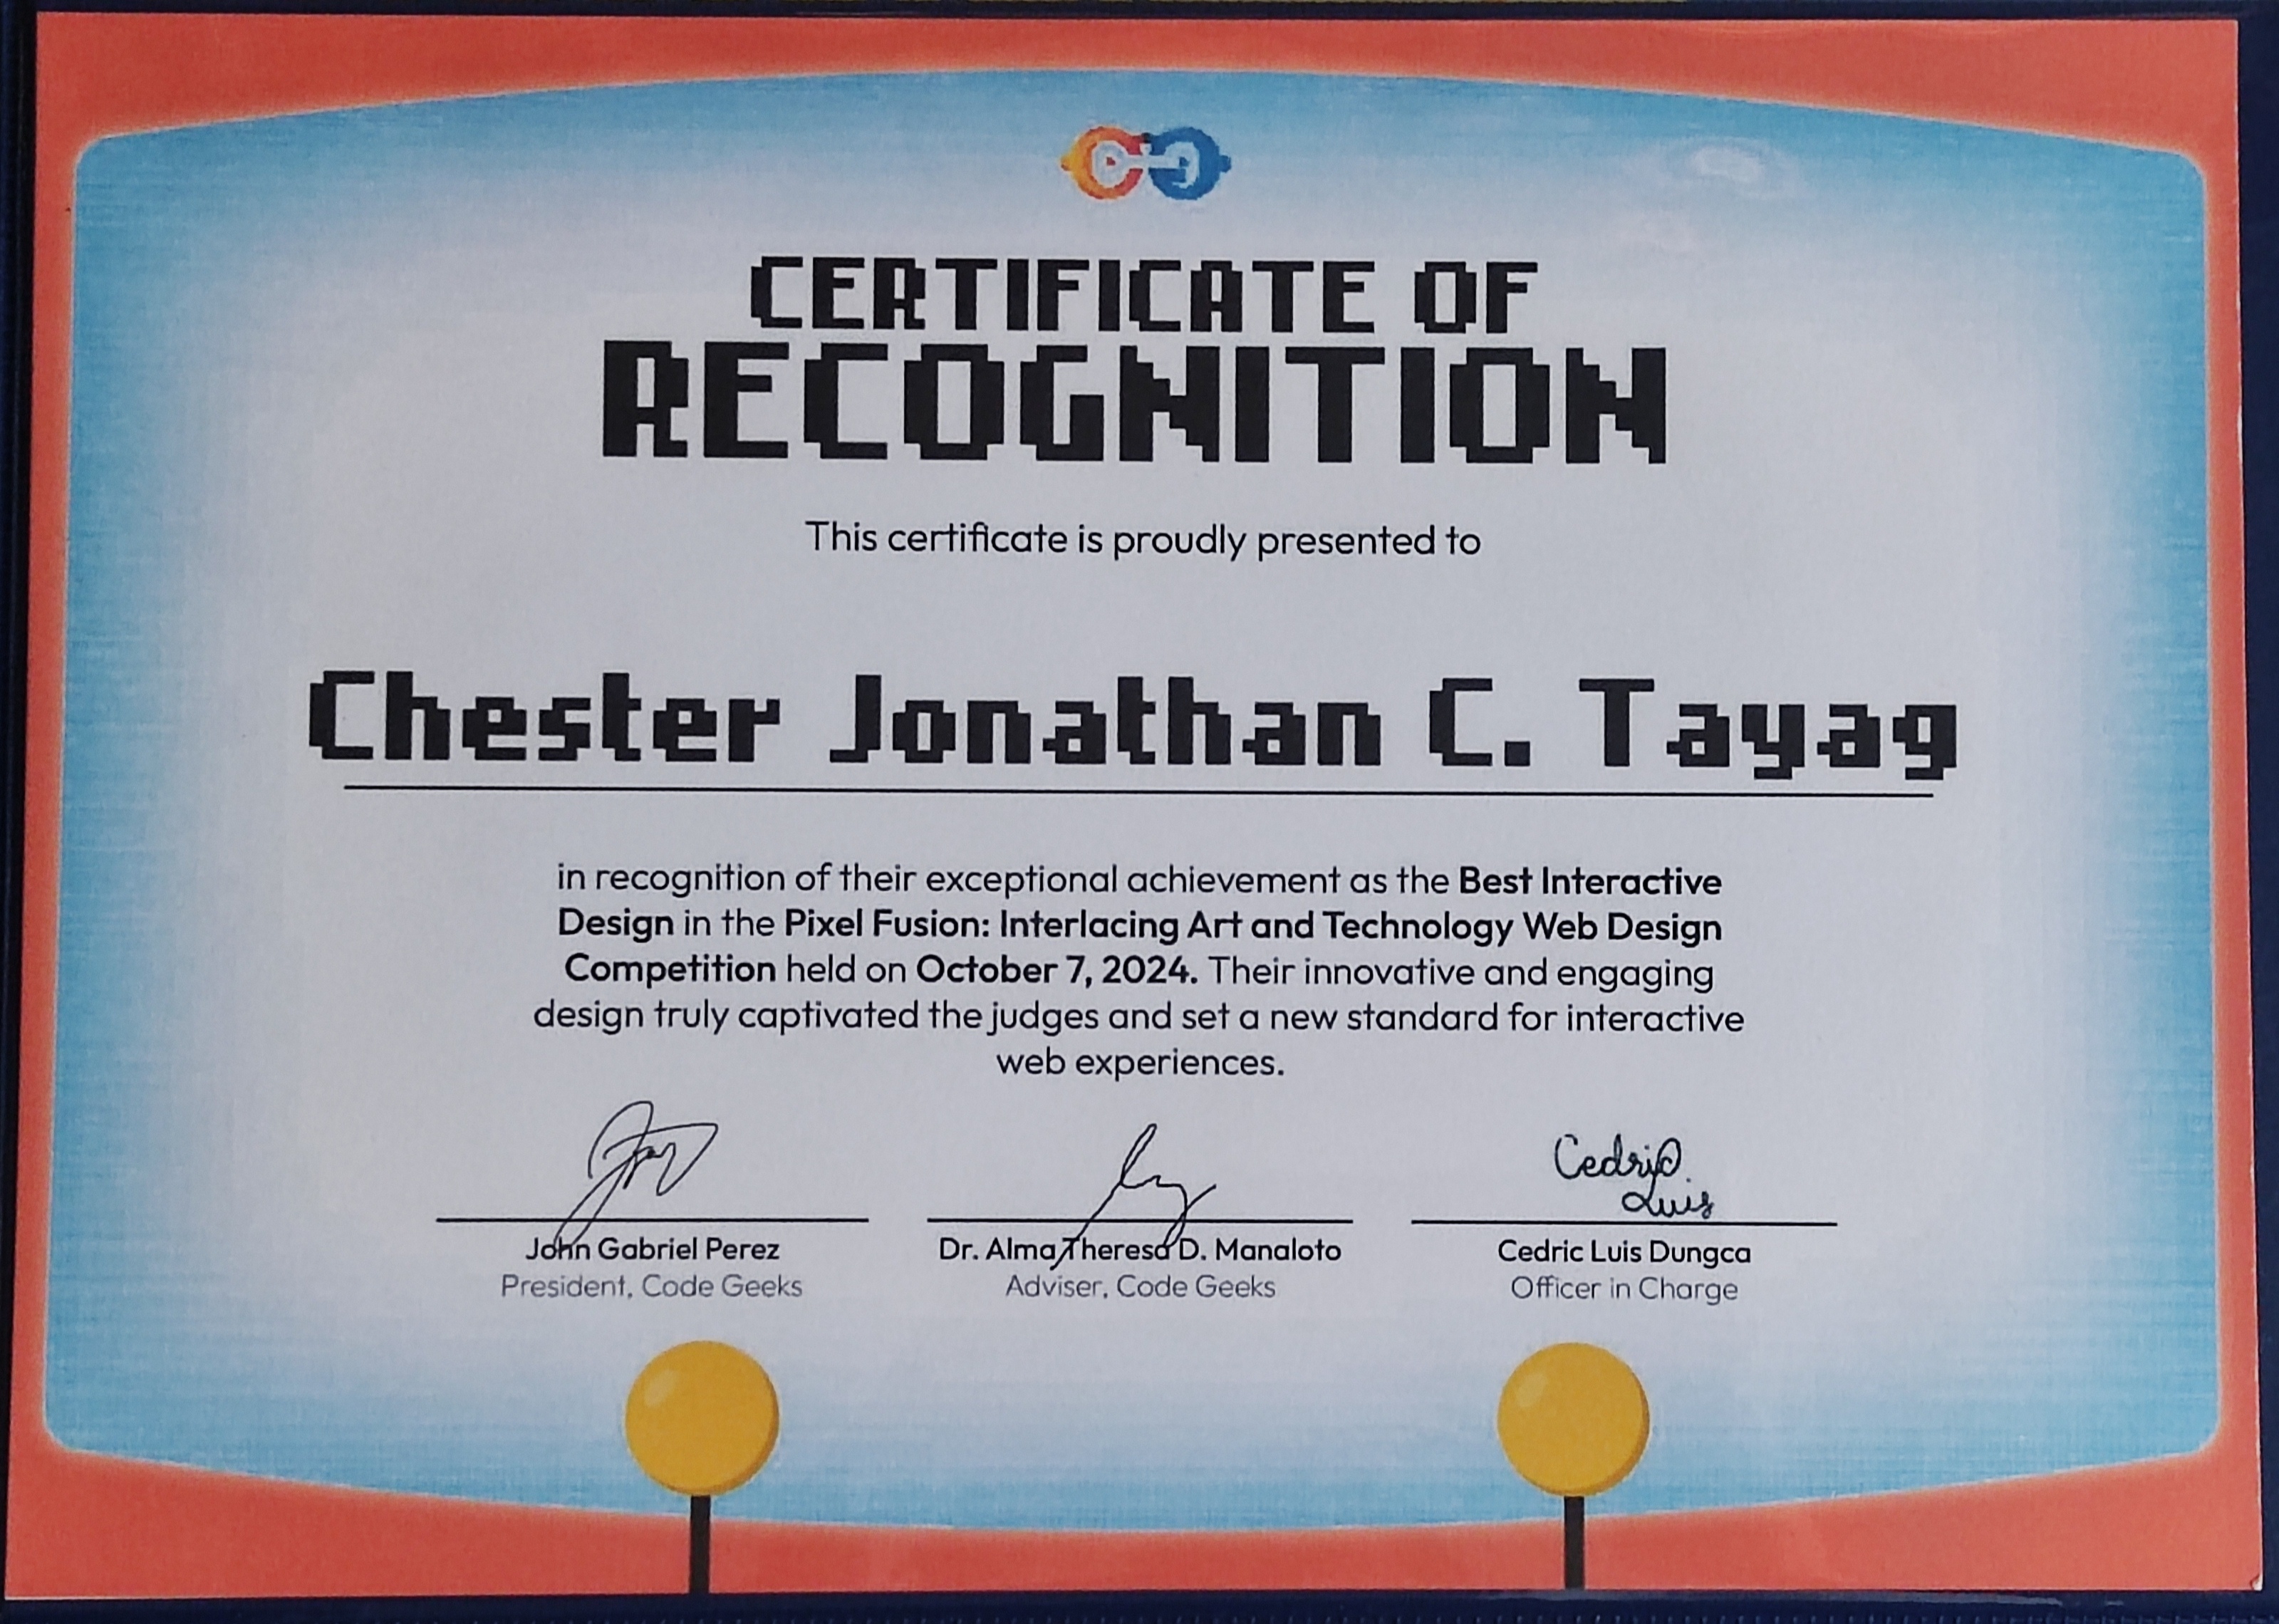 CERTIFICATE OF
RECOGNITION
This certificate is proudly presented to
Chester Jonathan C. Tayag
in recognition of their exceptional achievement as the Best Interactive
Design in the Pixel Fusion: Interlacing Art and Technology Web Design
Competition held on October 7, 2024. Their innovative and engaging
design truly captivated the judges and set a new standard for interactive
web experiences.
Cedric
Luis
John Gabriel Perez
Dr. Alma Theresa D. Manaloto
Cedric Luis Dungca
President, Code Geeks
Adviser, Code Geeks
Officer in Charge